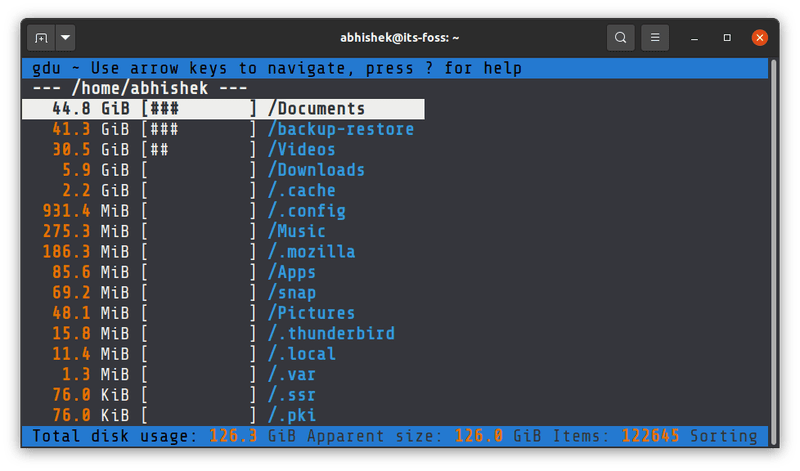 abhishek@its-foss: ~
gdu ~ Use arrow keys to navigate, press ? for help
--- /home/abhishek ---
44.8 GiB [### ] /Documents
41.3 GiB [### ] /backup-restore
30.5 GiB [## ] /Videos
5.9 GiB [ ] /Downloads
2.2 GiB [ ] /.cache
931.4 MiB [ ] /.config
275.3 MiB [ ] /Music
106.3 MiB [ ] /.mozilla
85.6 MiB [ ] /Apps
69.2 MiB [ ] /snap
48.1 MiB [ ] /Pictures
15.8 MiB [ ] /.thunderbird
11.4 MiB [ ] /.local
1.3 MiB [ ] /.var
76.0 KiB [ ] /.ssr
76.0 KiB [ ] /.pki
Total disk usage: 126.3 GiB Apparent size: 126.0 GiB Items: 122645 Sorting